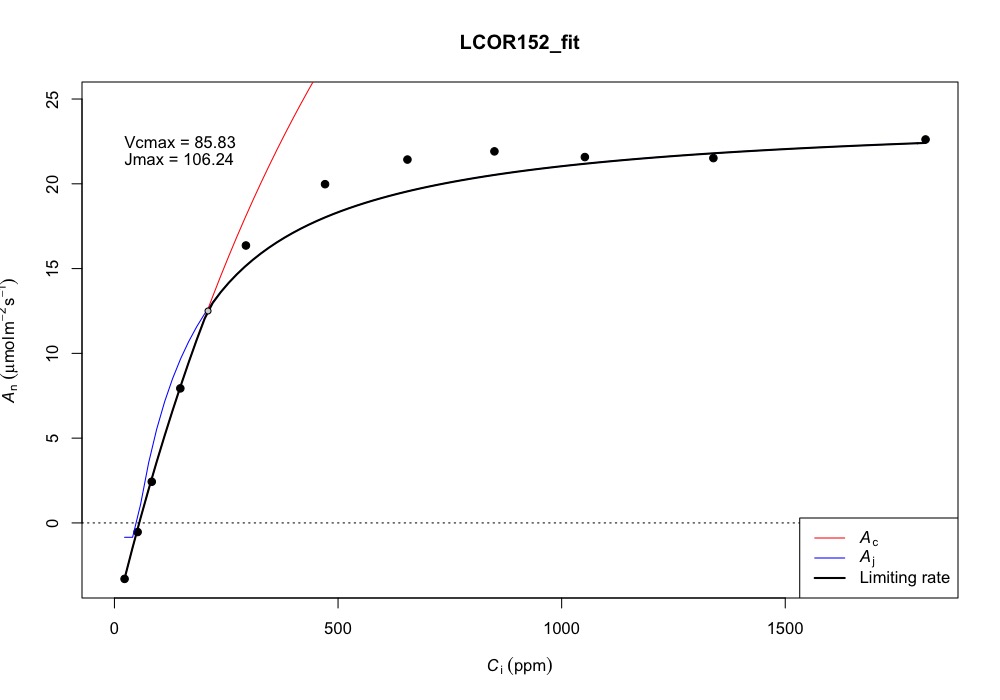 LCOR152_fit
Vcmax = 85.83
Jmax = 106.24
25
20
15
10
5
0
Aₙ (μmolm⁻²s⁻¹)
0 500 1000 1500
Cᵢ (ppm)
A꜀
Aⱼ
Limiting rate